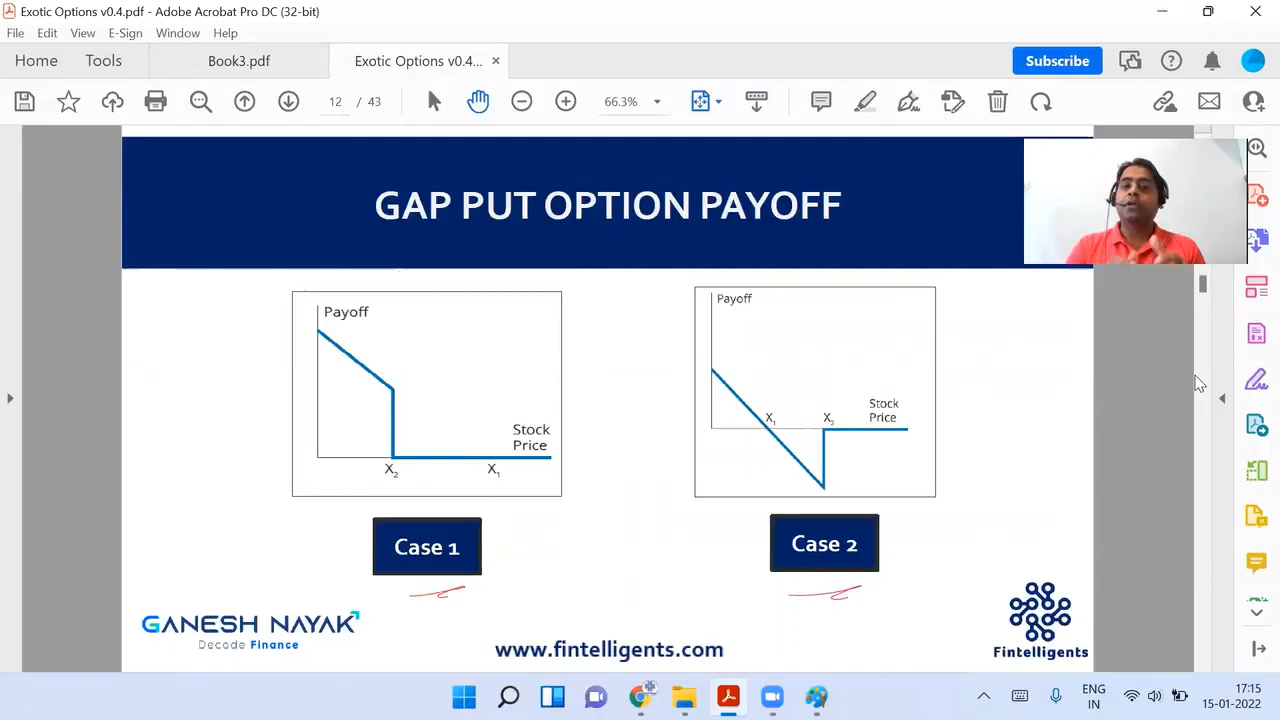 Exotic Options v0.4.pdf - Adobe Acrobat Pro DC (32-bit)
File Edit View E-Sign Window Help
Home Tools Book3.pdf Exotic Options v0.4... ×
Subscribe
12 / 43 66.3%
GAP PUT OPTION PAYOFF
Payoff
Stock
Price
X₂ X₁
Payoff
Stock
Price
X₁ X₂
Case 1
Case 2
GANESH NAYAK
Decode Finance
www.fintelligents.com
Fintelligents
ENG
IN
17:15
15-01-2022